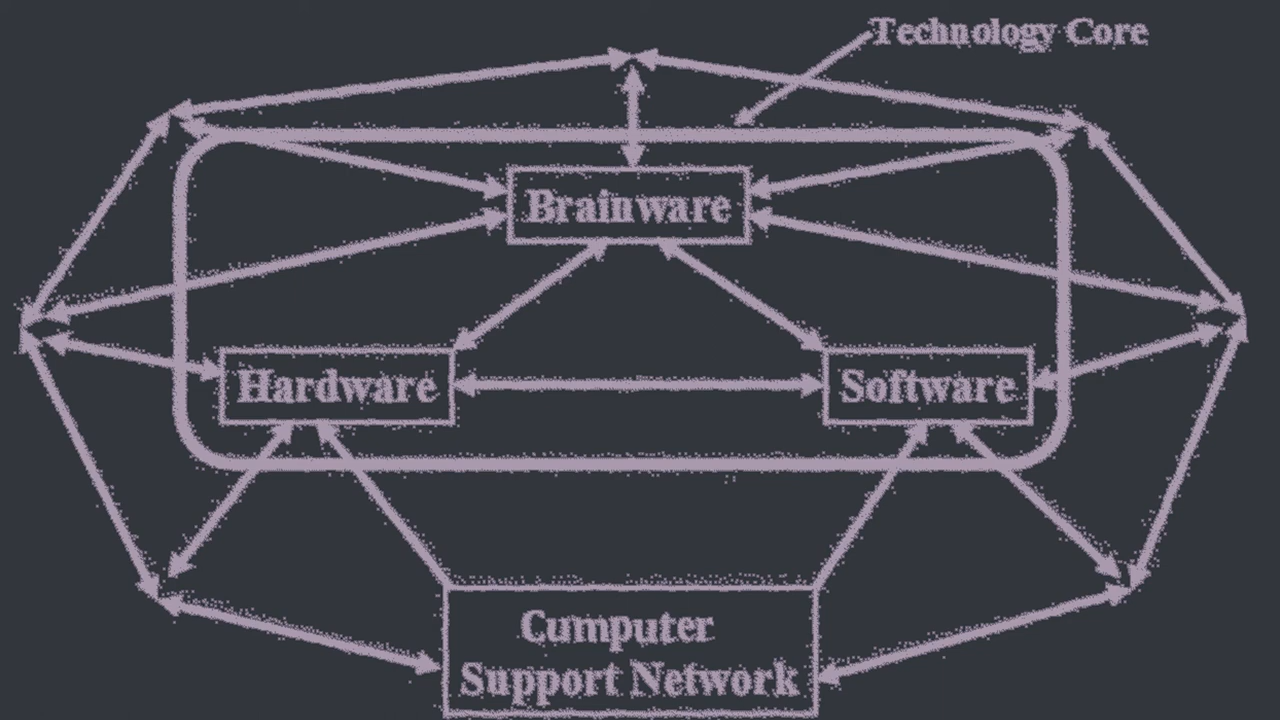 Technology Core
Brainware
Hardware
Software
Cumputer
Support Network